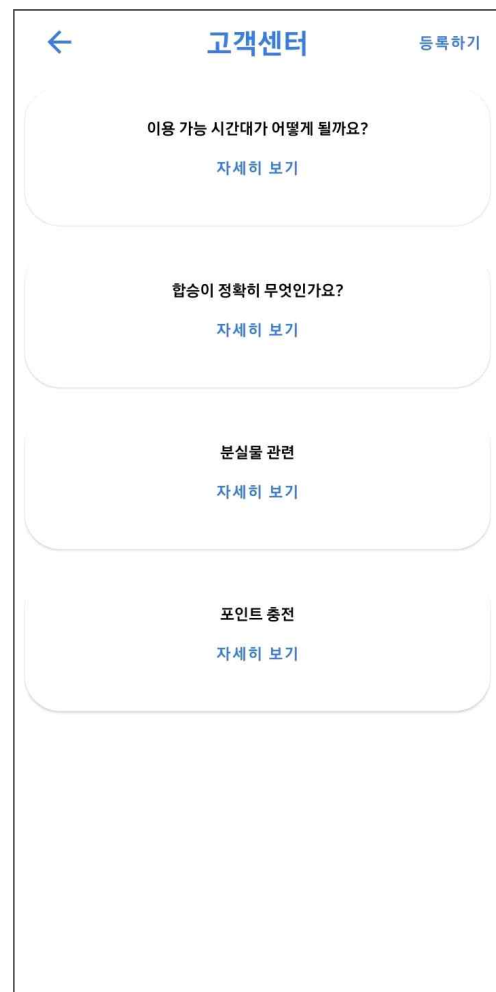 고객센터
등록하기
이용 가능 시간대가 어떻게 될까요?
자세히 보기
합승이 정확히 무엇인가요?
자세히 보기
분실물 관련
자세히 보기
포인트 충전
자세히 보기